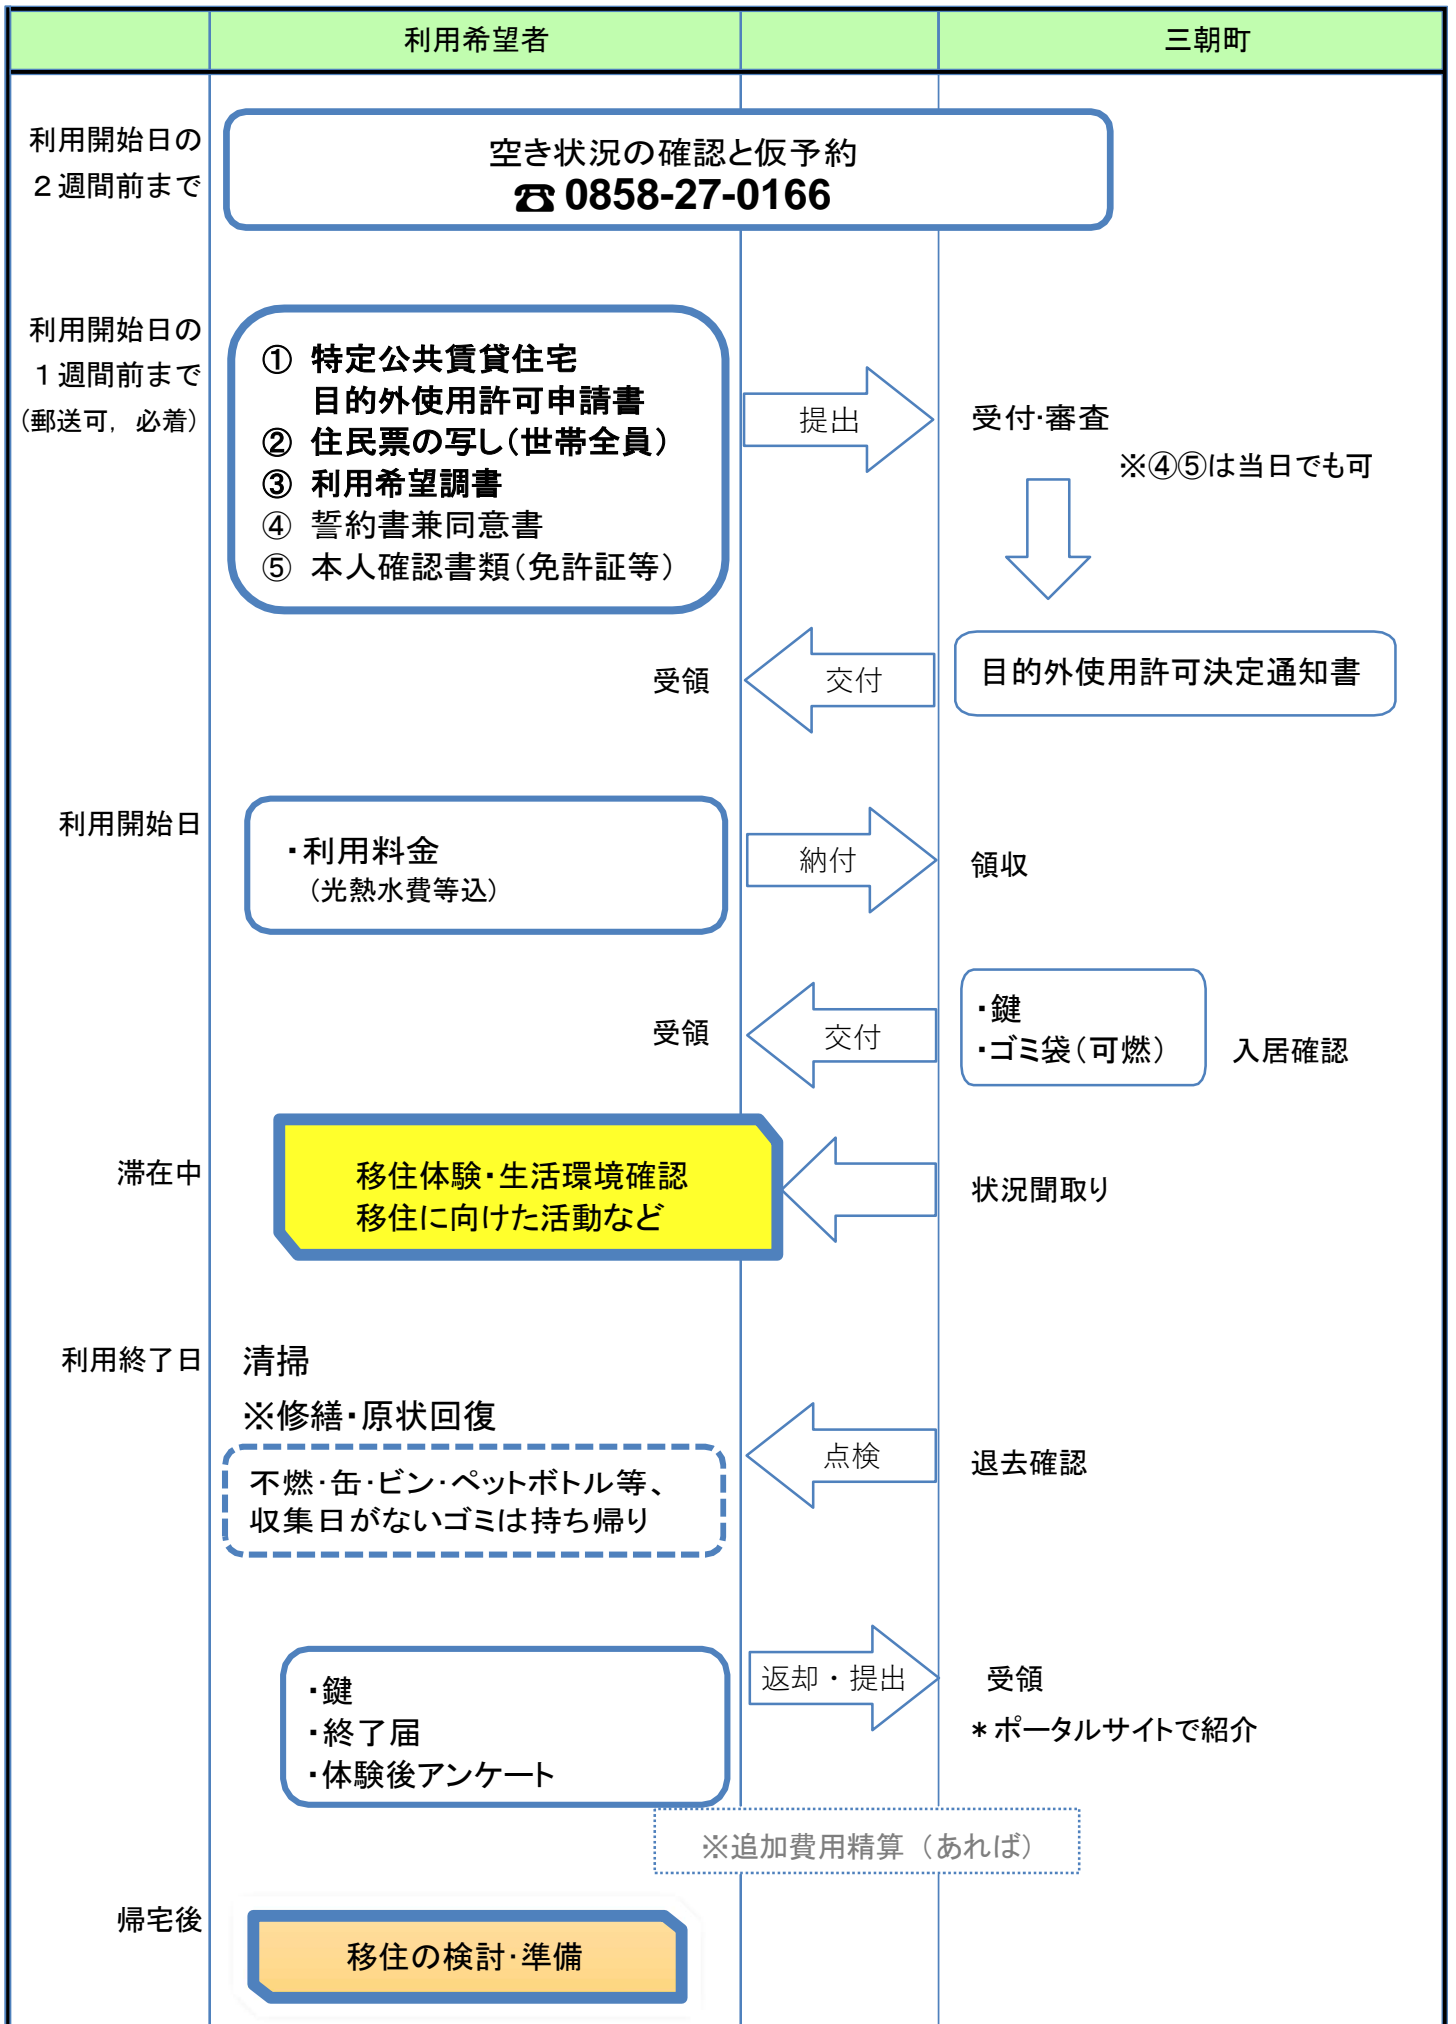 利用希望者
三朝町
利用開始日の
２週間前まで
空き状況の確認と仮予約
☎ 0858-27-0166
利用開始日の
１週間前まで
（郵送可，必着）
① 特定公共賃貸住宅
目的外使用許可申請書
② 住民票の写し（世帯全員）
③ 利用希望調書
④ 誓約書兼同意書
⑤ 本人確認書類（免許証等）
提出
受付・審査
※④⑤は当日でも可
受領
交付
目的外使用許可決定通知書
利用開始日
・利用料金
（光熱水費等込）
納付
領収
受領
交付
・鍵
・ゴミ袋（可燃）
入居確認
滞在中
移住体験・生活環境確認
移住に向けた活動など
状況聞取り
利用終了日
清掃
※修繕・原状回復
不燃・缶・ビン・ペットボトル等、
収集日がないゴミは持ち帰り
点検
退去確認
・鍵
・終了届
・体験後アンケート
返却・提出
受領
＊ポータルサイトで紹介
※追加費用精算（あれば）
帰宅後
移住の検討・準備